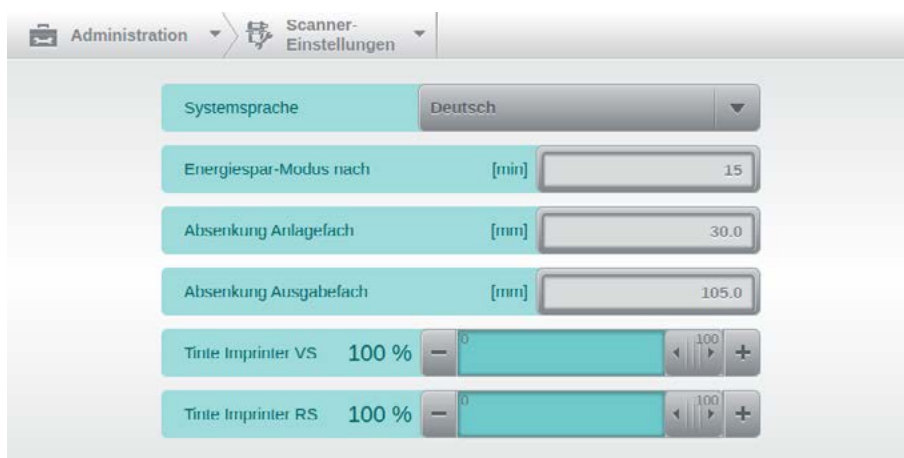 Administration
Scanner-
Einstellungen
Systemsprache Deutsch
Energiespar-Modus nach [min] 15
Absenkung Anlagefach [mm] 30.0
Absenkung Ausgabefach [mm] 105.0
Tinte Imprinter VS 100 % − 0 100 +
Tinte Imprinter RS 100 % − 0 100 +